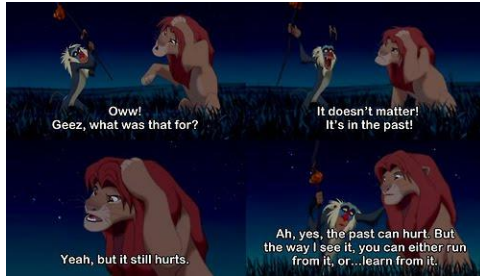 Oww!
Geez, what was that for?
It doesn't matter!
It's in the past!
Yeah, but it still hurts.
Ah, yes, the past can hurt. But
the way I see it, you can either run
from it, or...learn from it.